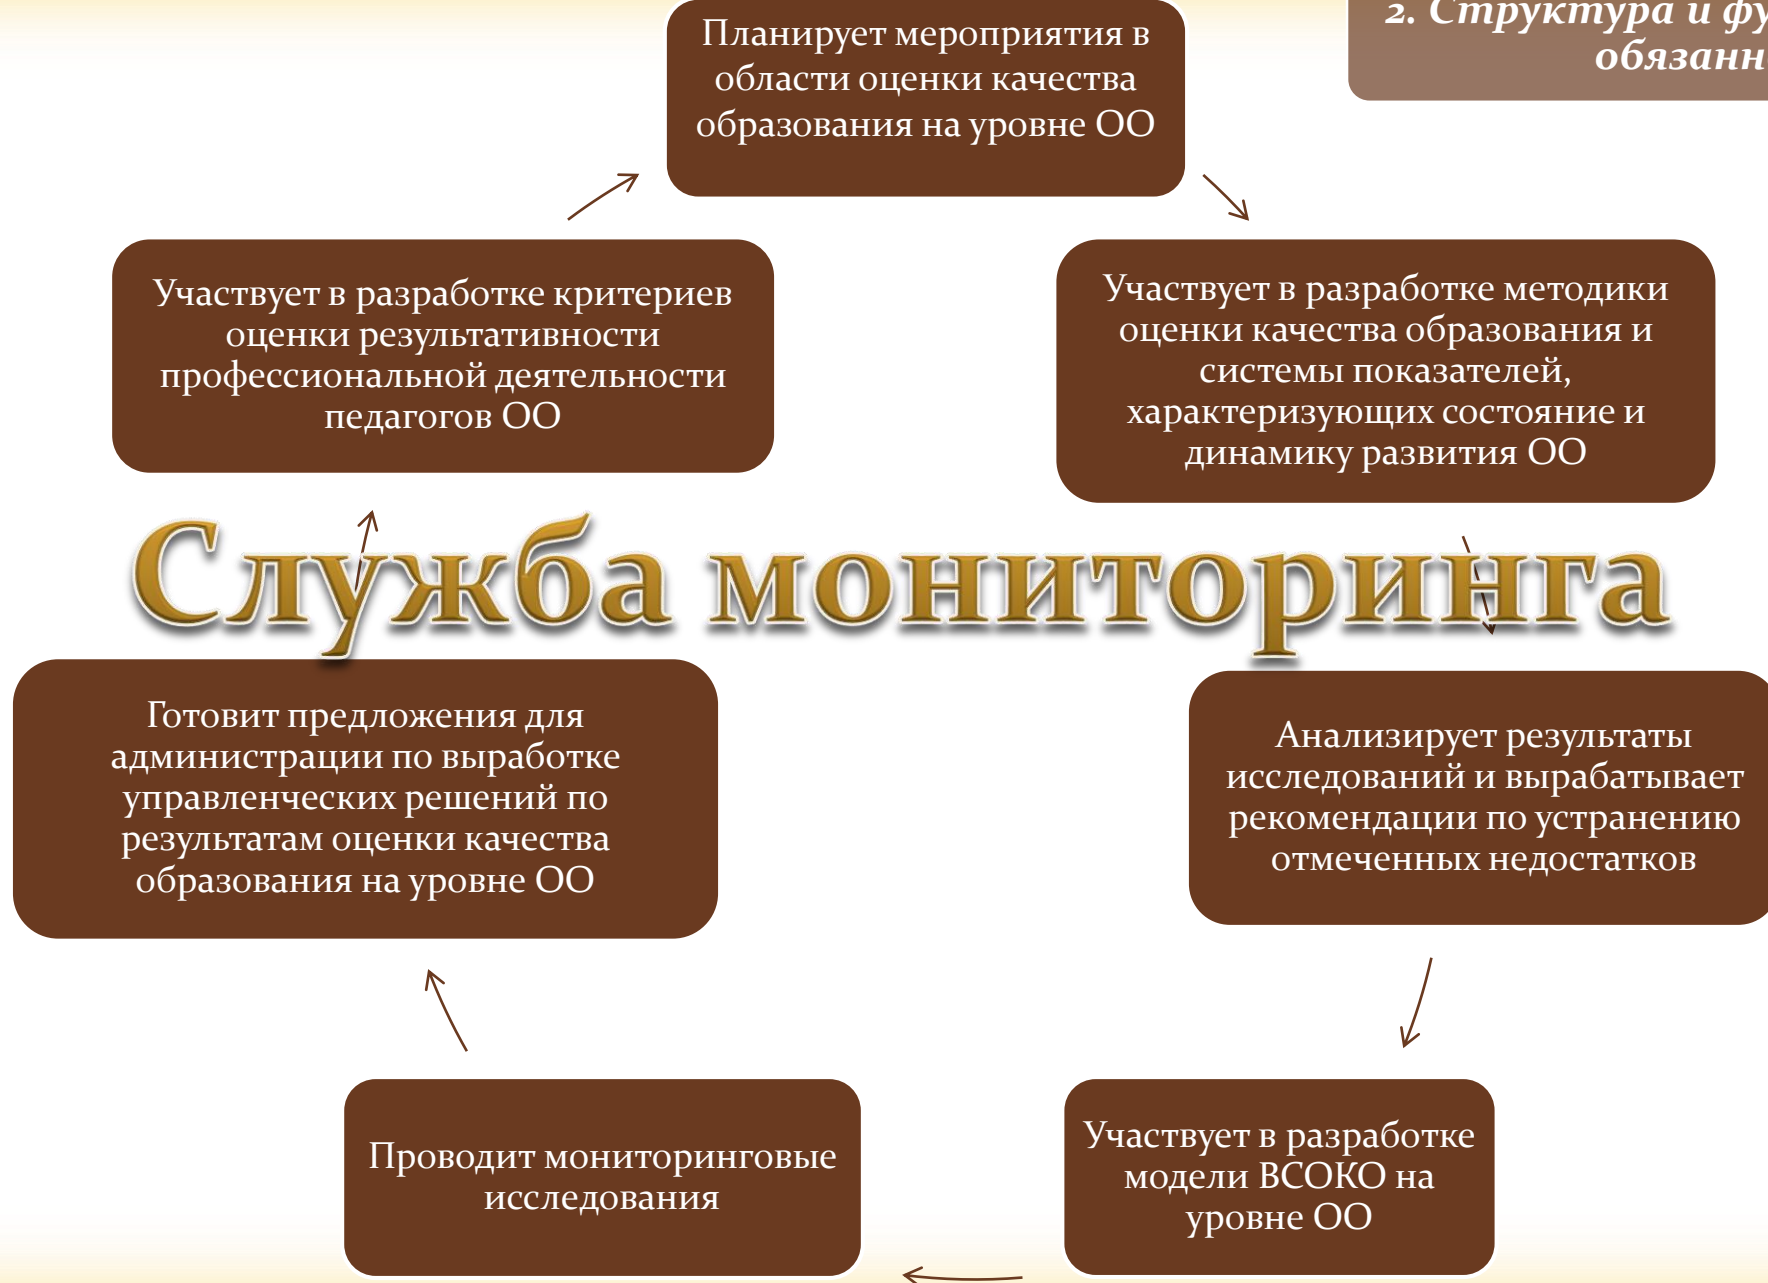 Планирует мероприятия в
области оценки качества
образования на уровне ОО
2. Структура и
Участвует в разработке критериев
оценки результативности
профессиональной деятельности
педагогов ОО
Участвует в разработке методики
оценки качества образования и
системы показателей,
характеризующих состояние и
динамику развития ОО
Служба мониторинга
Готовит предложения для
администрации по выработке
управленческих решений по
результатам оценки качества
образования на уровне ОО
Анализирует результаты
исследований и вырабатывает
рекомендации по устранению
отмеченных недостатков
Проводит мониторинговые
исследования
Участвует в разработке
модели ВСОКО на
уровне ОО